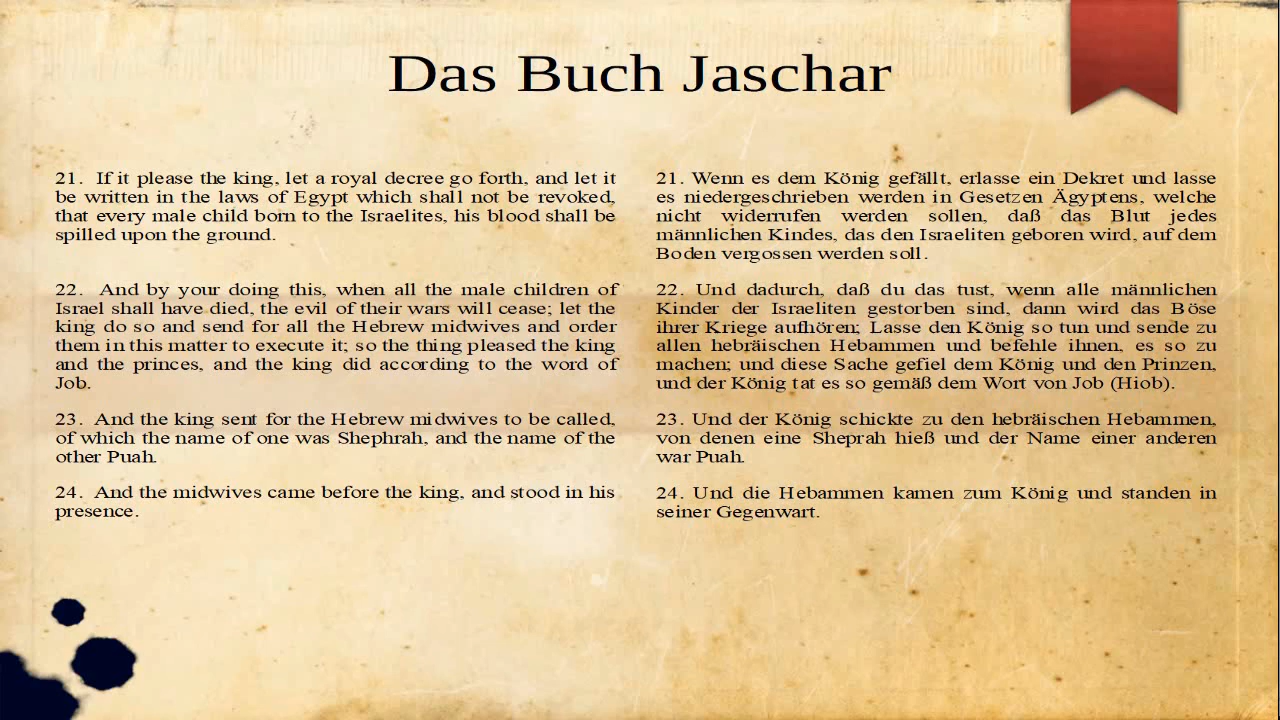 Das Buch Jaschar
21. If it please the king, let a royal decree go forth, and let it
be written in the laws of Egypt which shall not be revoked,
that every male child born to the Israelites, his blood shall be
spilled upon the ground.
22. And by your doing this, when all the male children of
Israel shall have died, the evil of their wars will cease; let the
king do so and send for all the Hebrew midwives and order
them in this matter to execute it; so the thing pleased the king
and the princes, and the king did according to the word of
Job.
23. And the king sent for the Hebrew midwives to be called,
of which the name of one was Shephrah, and the name of the
other Puah.
24. And the midwives came before the king, and stood in his
presence.
21. Wenn es dem König gefällt, erlasse ein Dekret und lasse
es niedergeschrieben werden in Gesetzen Ägyptens, welche
nicht widerrufen werden sollen, daß das Blut jedes
männlichen Kindes, das den Israeliten geboren wird, auf dem
Boden vergossen werden soll.
22. Und dadurch, daß du das tust, wenn alle männlichen
Kinder der Israeliten gestorben sind, dann wird das Böse
ihrer Kriege aufhören; Lasse den König so tun und sende zu
allen hebräischen Hebammen und befehle ihnen, es so zu
machen; und diese Sache gefiel dem König und den Prinzen,
und der König tat es so gemäß dem Wort von Job (Hiob).
23. Und der König schickte zu den hebräischen Hebammen,
von denen eine Sheprah hieß und der Name einer anderen
war Puah.
24. Und die Hebammen kamen zum König und standen in
seiner Gegenwart.